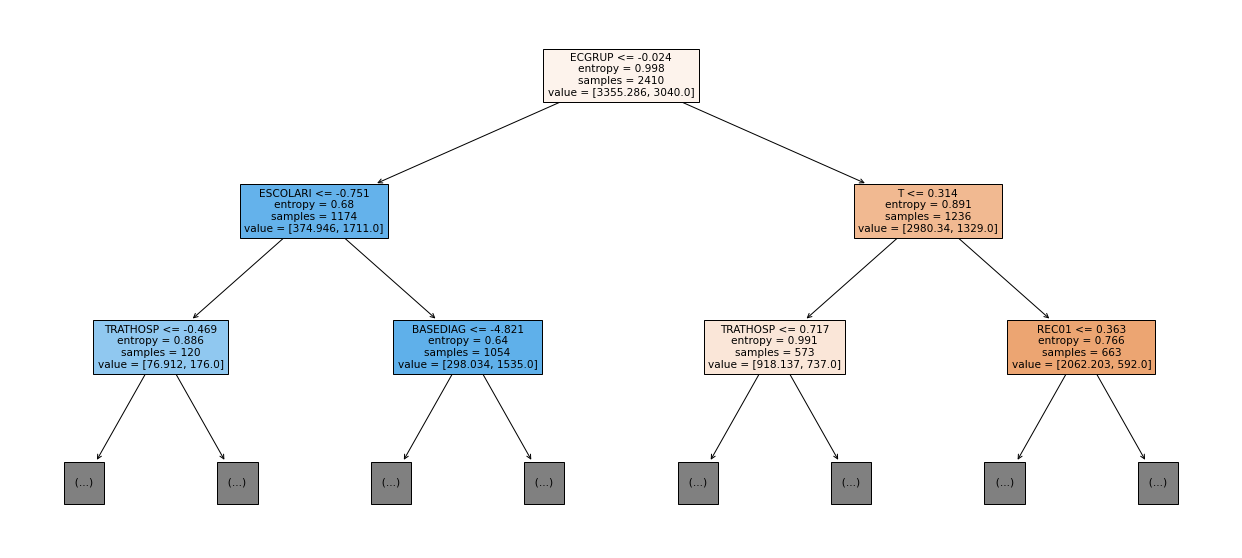 ECGRUP <= -0.024
entropy = 0.998
samples = 2410
value = [3355.286, 3040.0]
ESCOLARI <= -0.751
entropy = 0.68
samples = 1174
value = [374.946, 1711.0]
T <= 0.314
entropy = 0.891
samples = 1236
value = [2980.34, 1329.0]
TRATHOSP <= -0.469
entropy = 0.886
samples = 120
value = [76.912, 176.0]
BASEDIAG <= -4.821
entropy = 0.64
samples = 1054
value = [298.034, 1535.0]
TRATHOSP <= 0.717
entropy = 0.991
samples = 573
value = [918.137, 737.0]
REC01 <= 0.363
entropy = 0.766
samples = 663
value = [2062.203, 592.0]
(...)
(...)
(...)
(...)
(...)
(...)
(...)
(...)